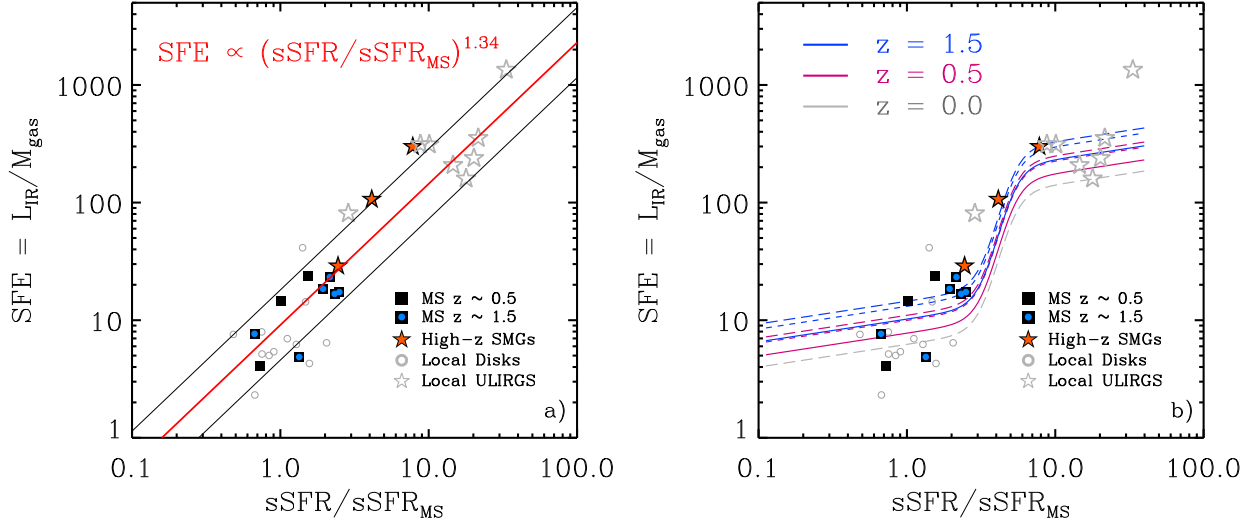 SFE ∝ (sSFR/sSFR_MS)^1.34
SFE = L_IR/M_gas
1000
100
10
1
MS z ~ 0.5
MS z ~ 1.5
High-z SMGs
Local Disks
Local ULIRGS
a)
0.1 1.0 10.0 100.0
sSFR/sSFR_MS
z = 1.5
z = 0.5
z = 0.0
SFE = L_IR/M_gas
1000
100
10
1
MS z ~ 0.5
MS z ~ 1.5
High-z SMGs
Local Disks
Local ULIRGS
b)
0.1 1.0 10.0 100.0
sSFR/sSFR_MS